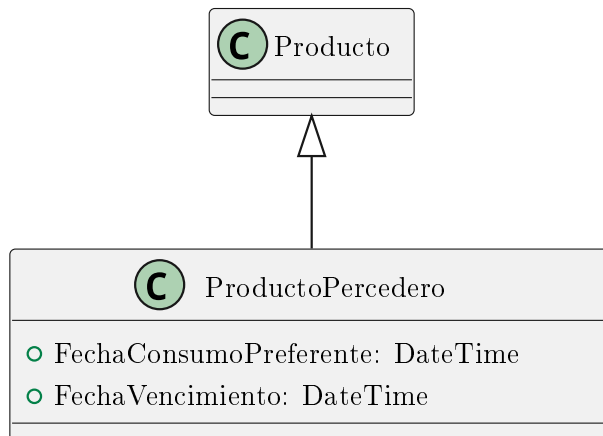 C Producto
C ProductoPercedero
FechaConsumoPreferente: DateTime
FechaVencimiento: DateTime